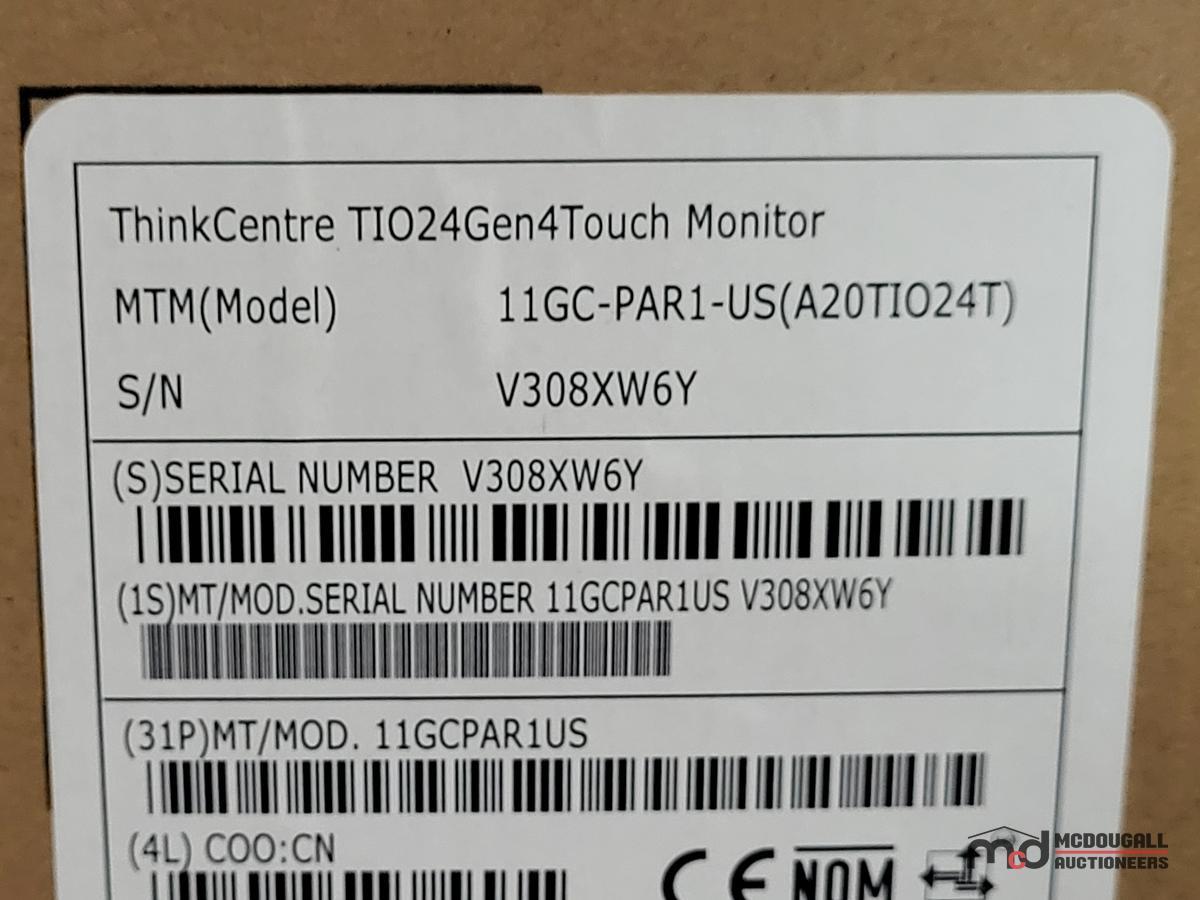 ThinkCentre TIO24Gen4Touch Monitor
MTM(Model) 11GC-PAR1-US(A20TIO24T)
S/N V308XW6Y
(S)SERIAL NUMBER V308XW6Y
(1S)MT/MOD.SERIAL NUMBER 11GCPAR1US V308XW6Y
(31P)MT/MOD. 11GCPAR1US
(4L) COO:CN
CE NOM
mcd MCDOUGALL
AUCTIONEERS